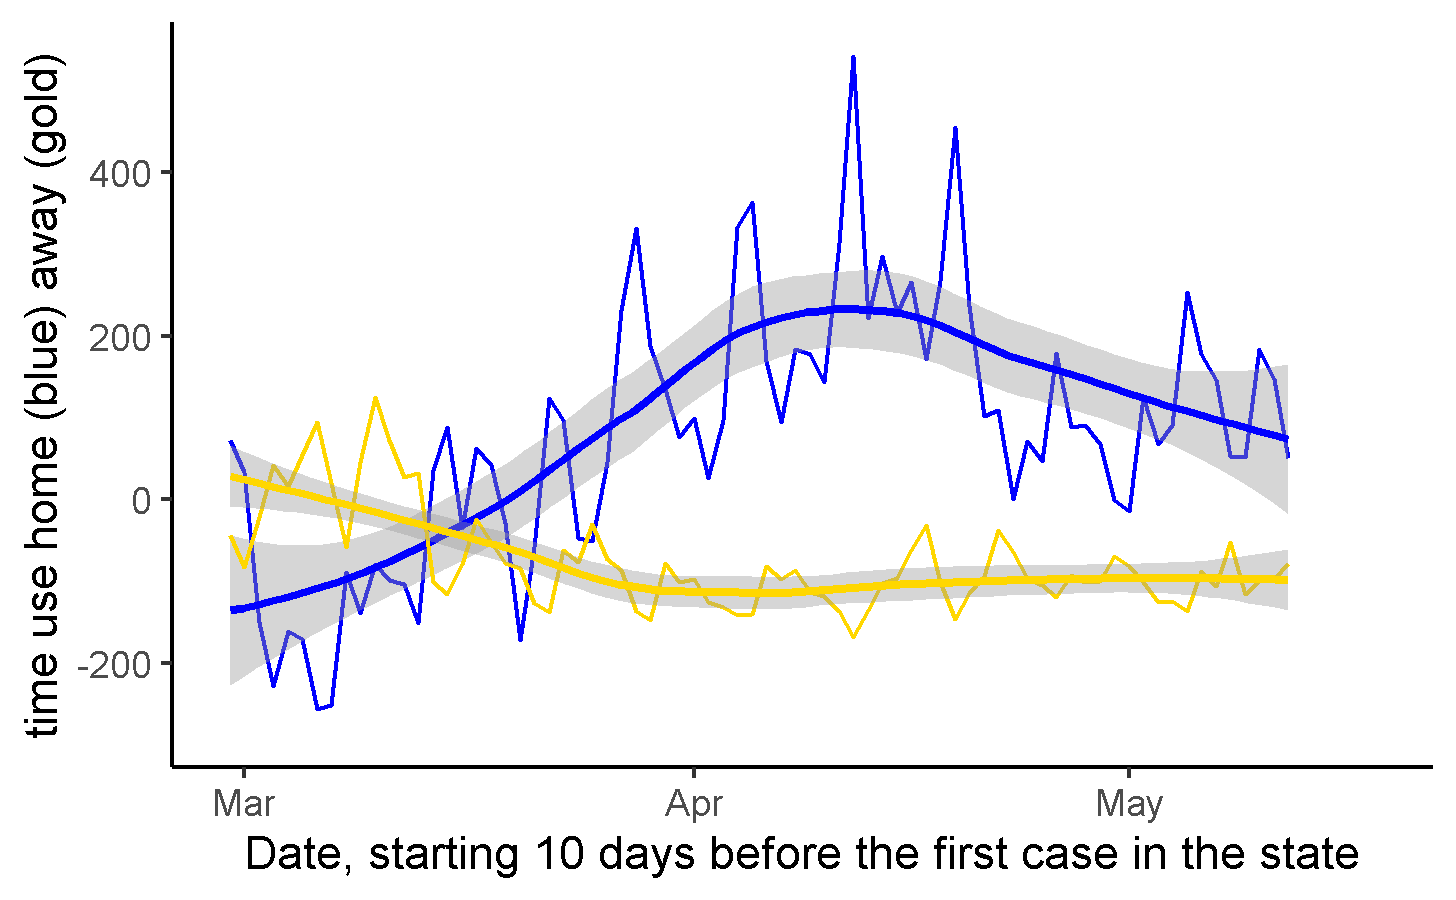 time use home (blue) away (gold)
400
200
0
-200
Mar
Apr
May
Date, starting 10 days before the first case in the state